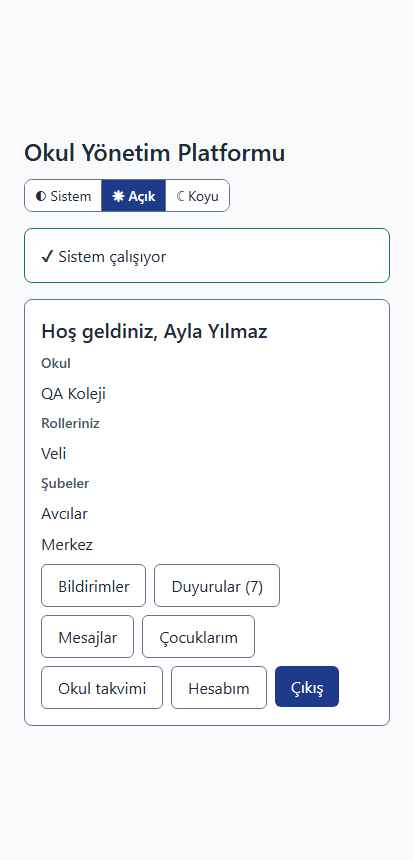 Okul Yönetim Platformu
◐ Sistem ☀ Açık ☾ Koyu
✓ Sistem çalışıyor
Hoş geldiniz, Ayla Yılmaz
Okul
QA Koleji
Rolleriniz
Veli
Şubeler
Avcılar
Merkez
Bildirimler Duyurular (7)
Mesajlar Çocuklarım
Okul takvimi Hesabım Çıkış